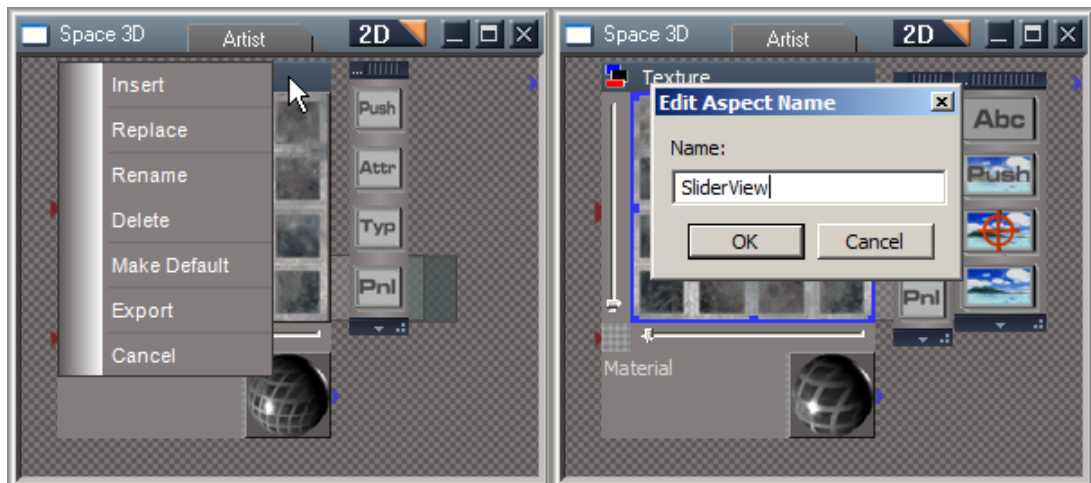 Space 3D
Artist
2D
Insert
Replace
Rename
Delete
Make Default
Export
Cancel
...
Push
Attr
Typ
Pnl
Space 3D
Artist
2D
Texture
Edit Aspect Name
Name:
SliderView
OK
Cancel
Abc
Push
Pnl
Material